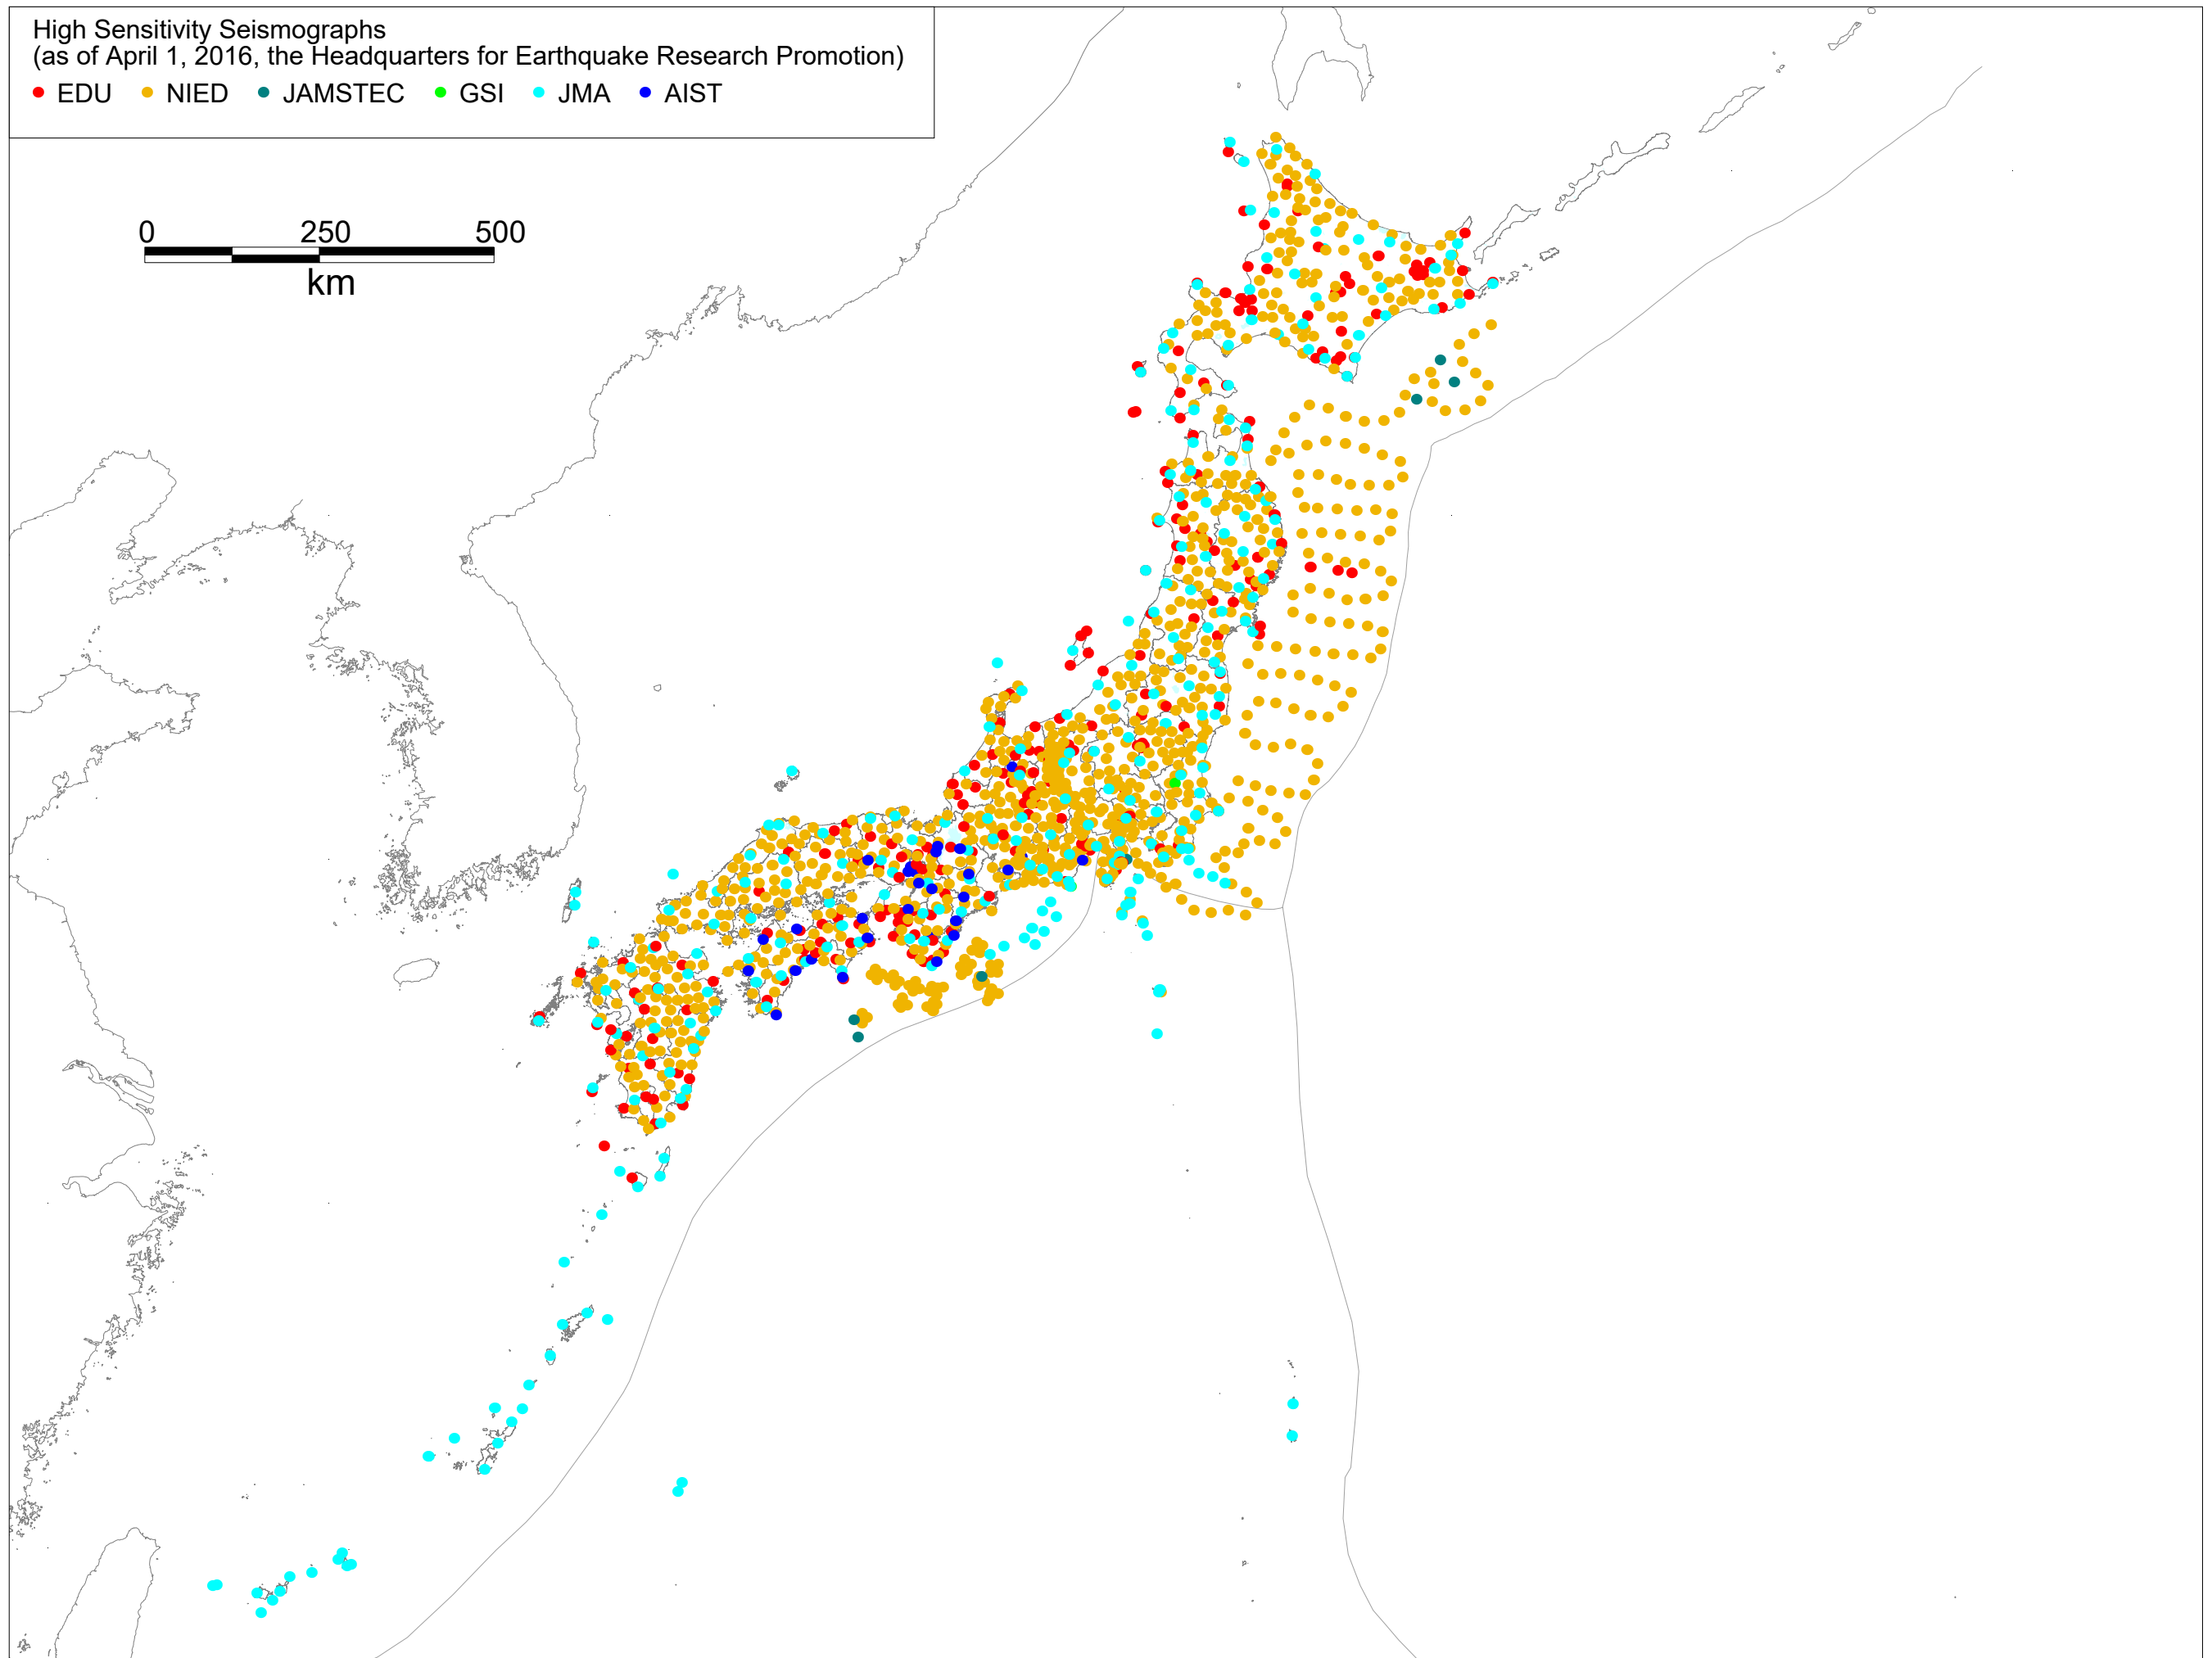 High Sensitivity Seismographs
(as of April 1, 2016, the Headquarters for Earthquake Research Promotion)
EDU NIED JAMSTEC GSI JMA AIST
0 250 500
km